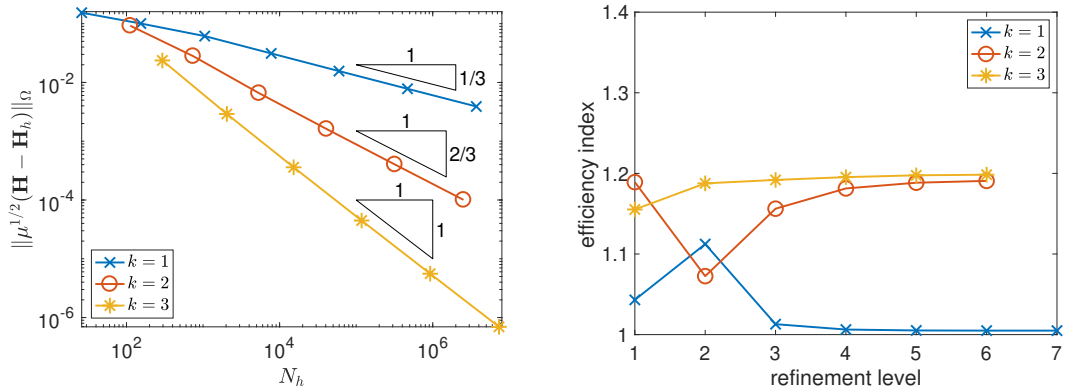 10^-2
10^-4
10^-6
||μ^{1/2}(H − H_h)||_Ω
1
1/3
1
2/3
1
1
k = 1
k = 2
k = 3
10^2
10^4
10^6
N_h
1.4
1.3
1.2
1.1
1
efficiency index
k = 1
k = 2
k = 3
1 2 3 4 5 6 7
refinement level